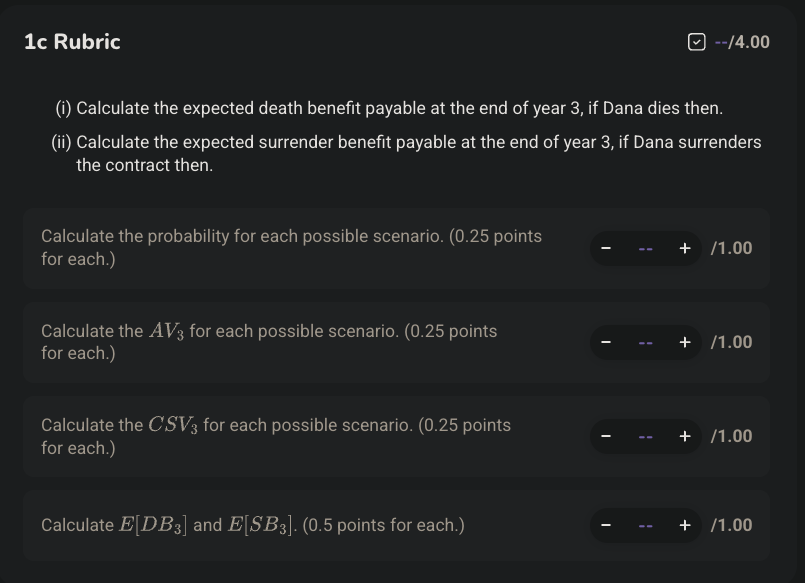 1c Rubric
--/4.00
(i) Calculate the expected death benefit payable at the end of year 3, if Dana dies then.
(ii) Calculate the expected surrender benefit payable at the end of year 3, if Dana surrenders
the contract then.
Calculate the probability for each possible scenario. (0.25 points
for each.)
− -- + /1.00
Calculate the AV₃ for each possible scenario. (0.25 points
for each.)
− -- + /1.00
Calculate the CSV₃ for each possible scenario. (0.25 points
for each.)
− -- + /1.00
Calculate E[DB₃] and E[SB₃]. (0.5 points for each.)
− -- + /1.00